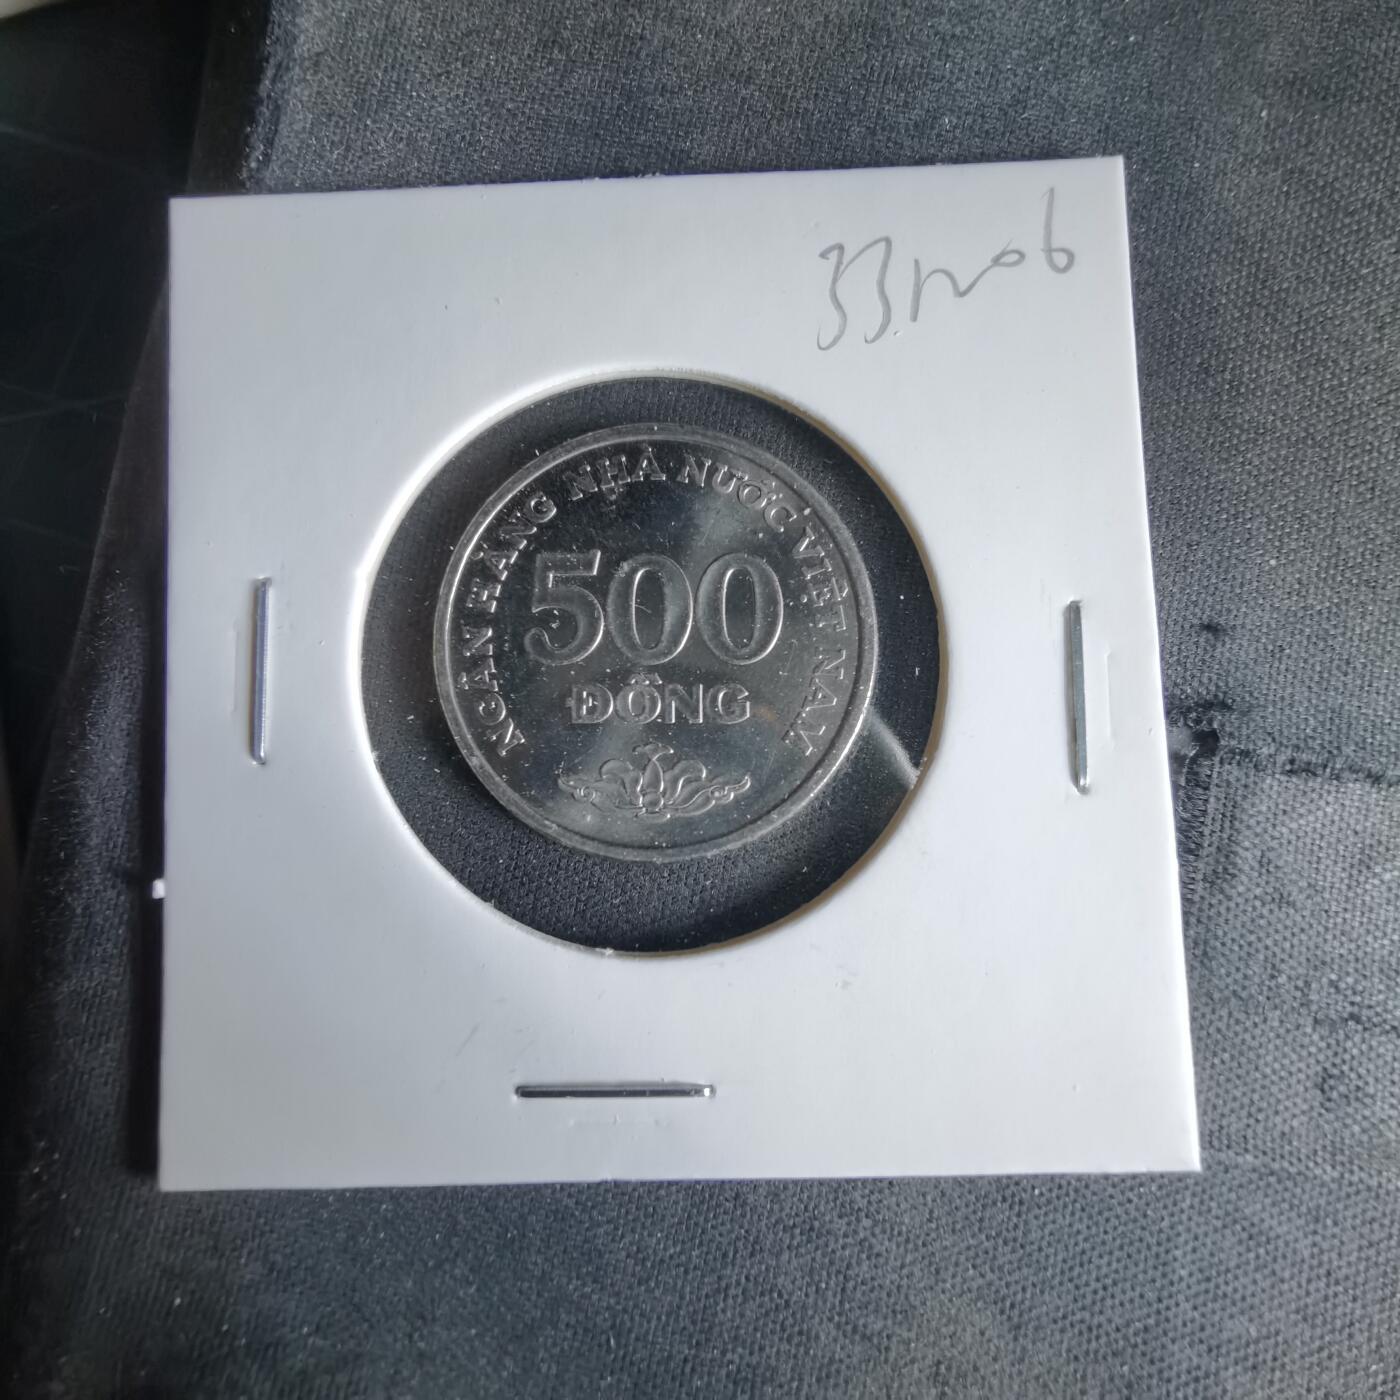 NGÂN HÀNG NHÀ NƯỚC VIỆT NAM
500
ĐỒNG